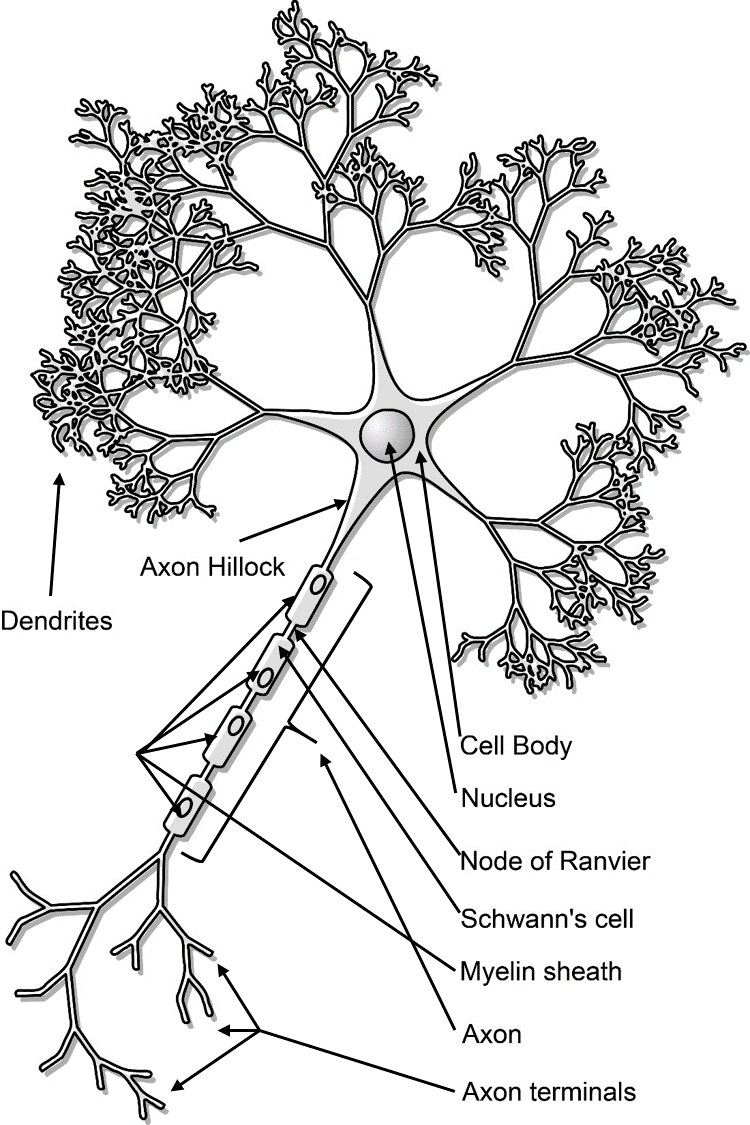 Axon Hillock
Dendrites
Cell Body
Nucleus
Node of Ranvier
Schwann's cell
Myelin sheath
Axon
Axon terminals